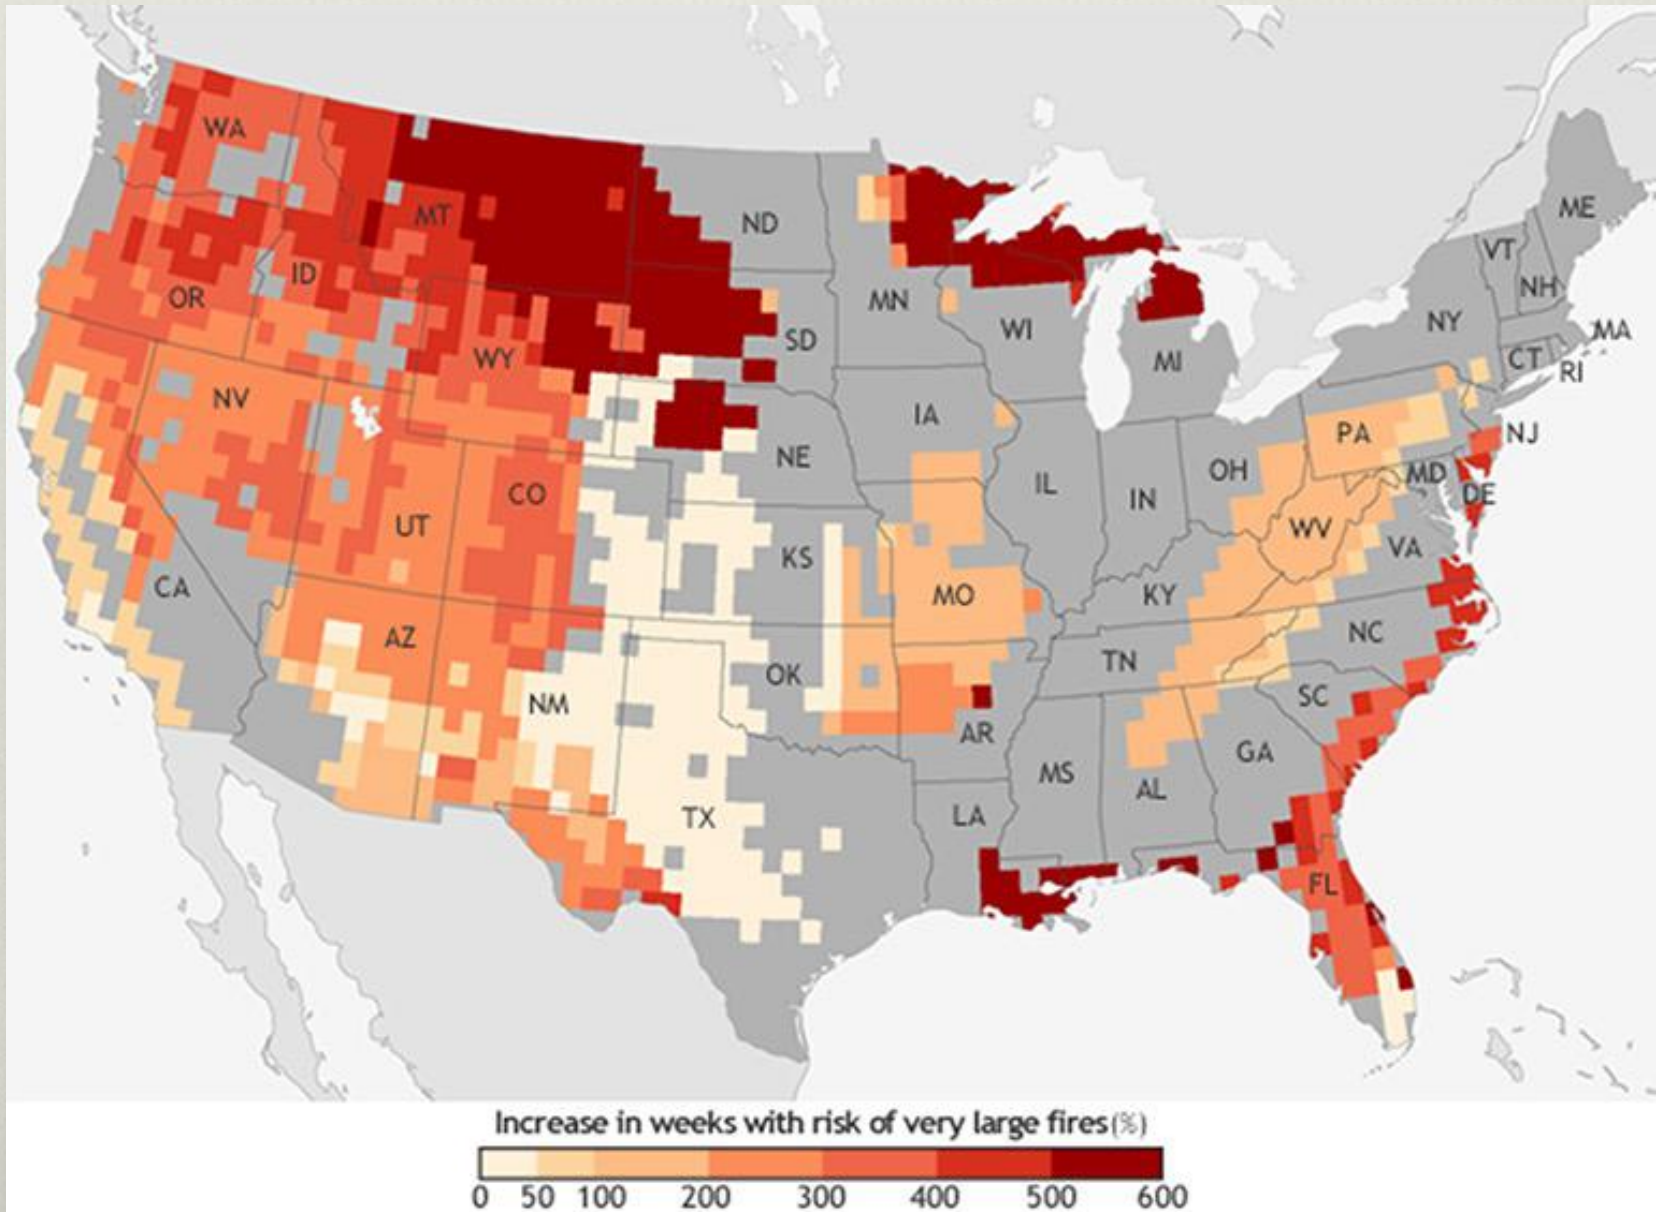 WA
MT
ND
ME
VT
ID
NH
OR
MN
NY
MA
WI
SD
WY
CT
MI
RI
NV
IA
PA
NJ
NE
OH
MD
IL
CO
IN
DE
UT
WV
VA
KS
CA
MO
KY
AZ
NC
TN
OK
SC
NM
AR
GA
MS
AL
TX
LA
FL
Increase in weeks with risk of very large fires (%)
0 50 100 200 300 400 500 600